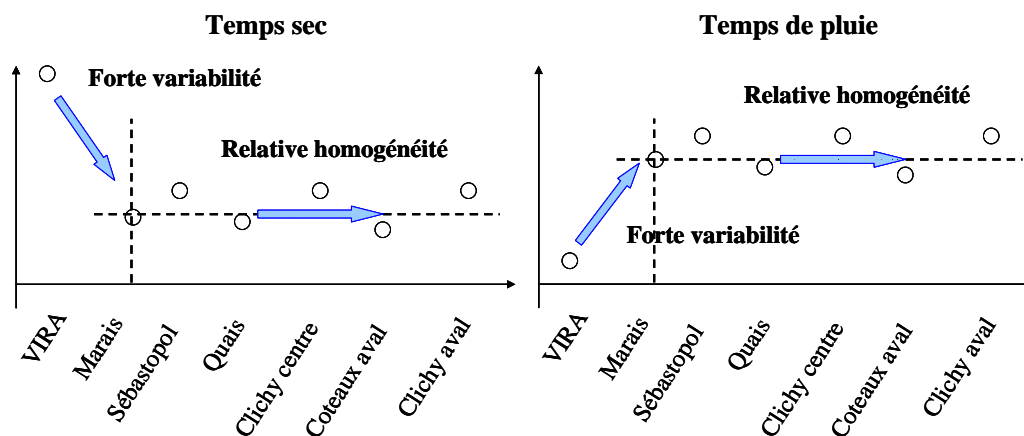 Temps sec
Forte variabilité
Relative homogénéité
VIRA
Marais
Sébastopol
Quais
Clichy centre
Coteaux aval
Clichy aval
Temps de pluie
Relative homogénéité
Forte variabilité
VIRA
Marais
Sébastopol
Quais
Clichy centre
Coteaux aval
Clichy aval